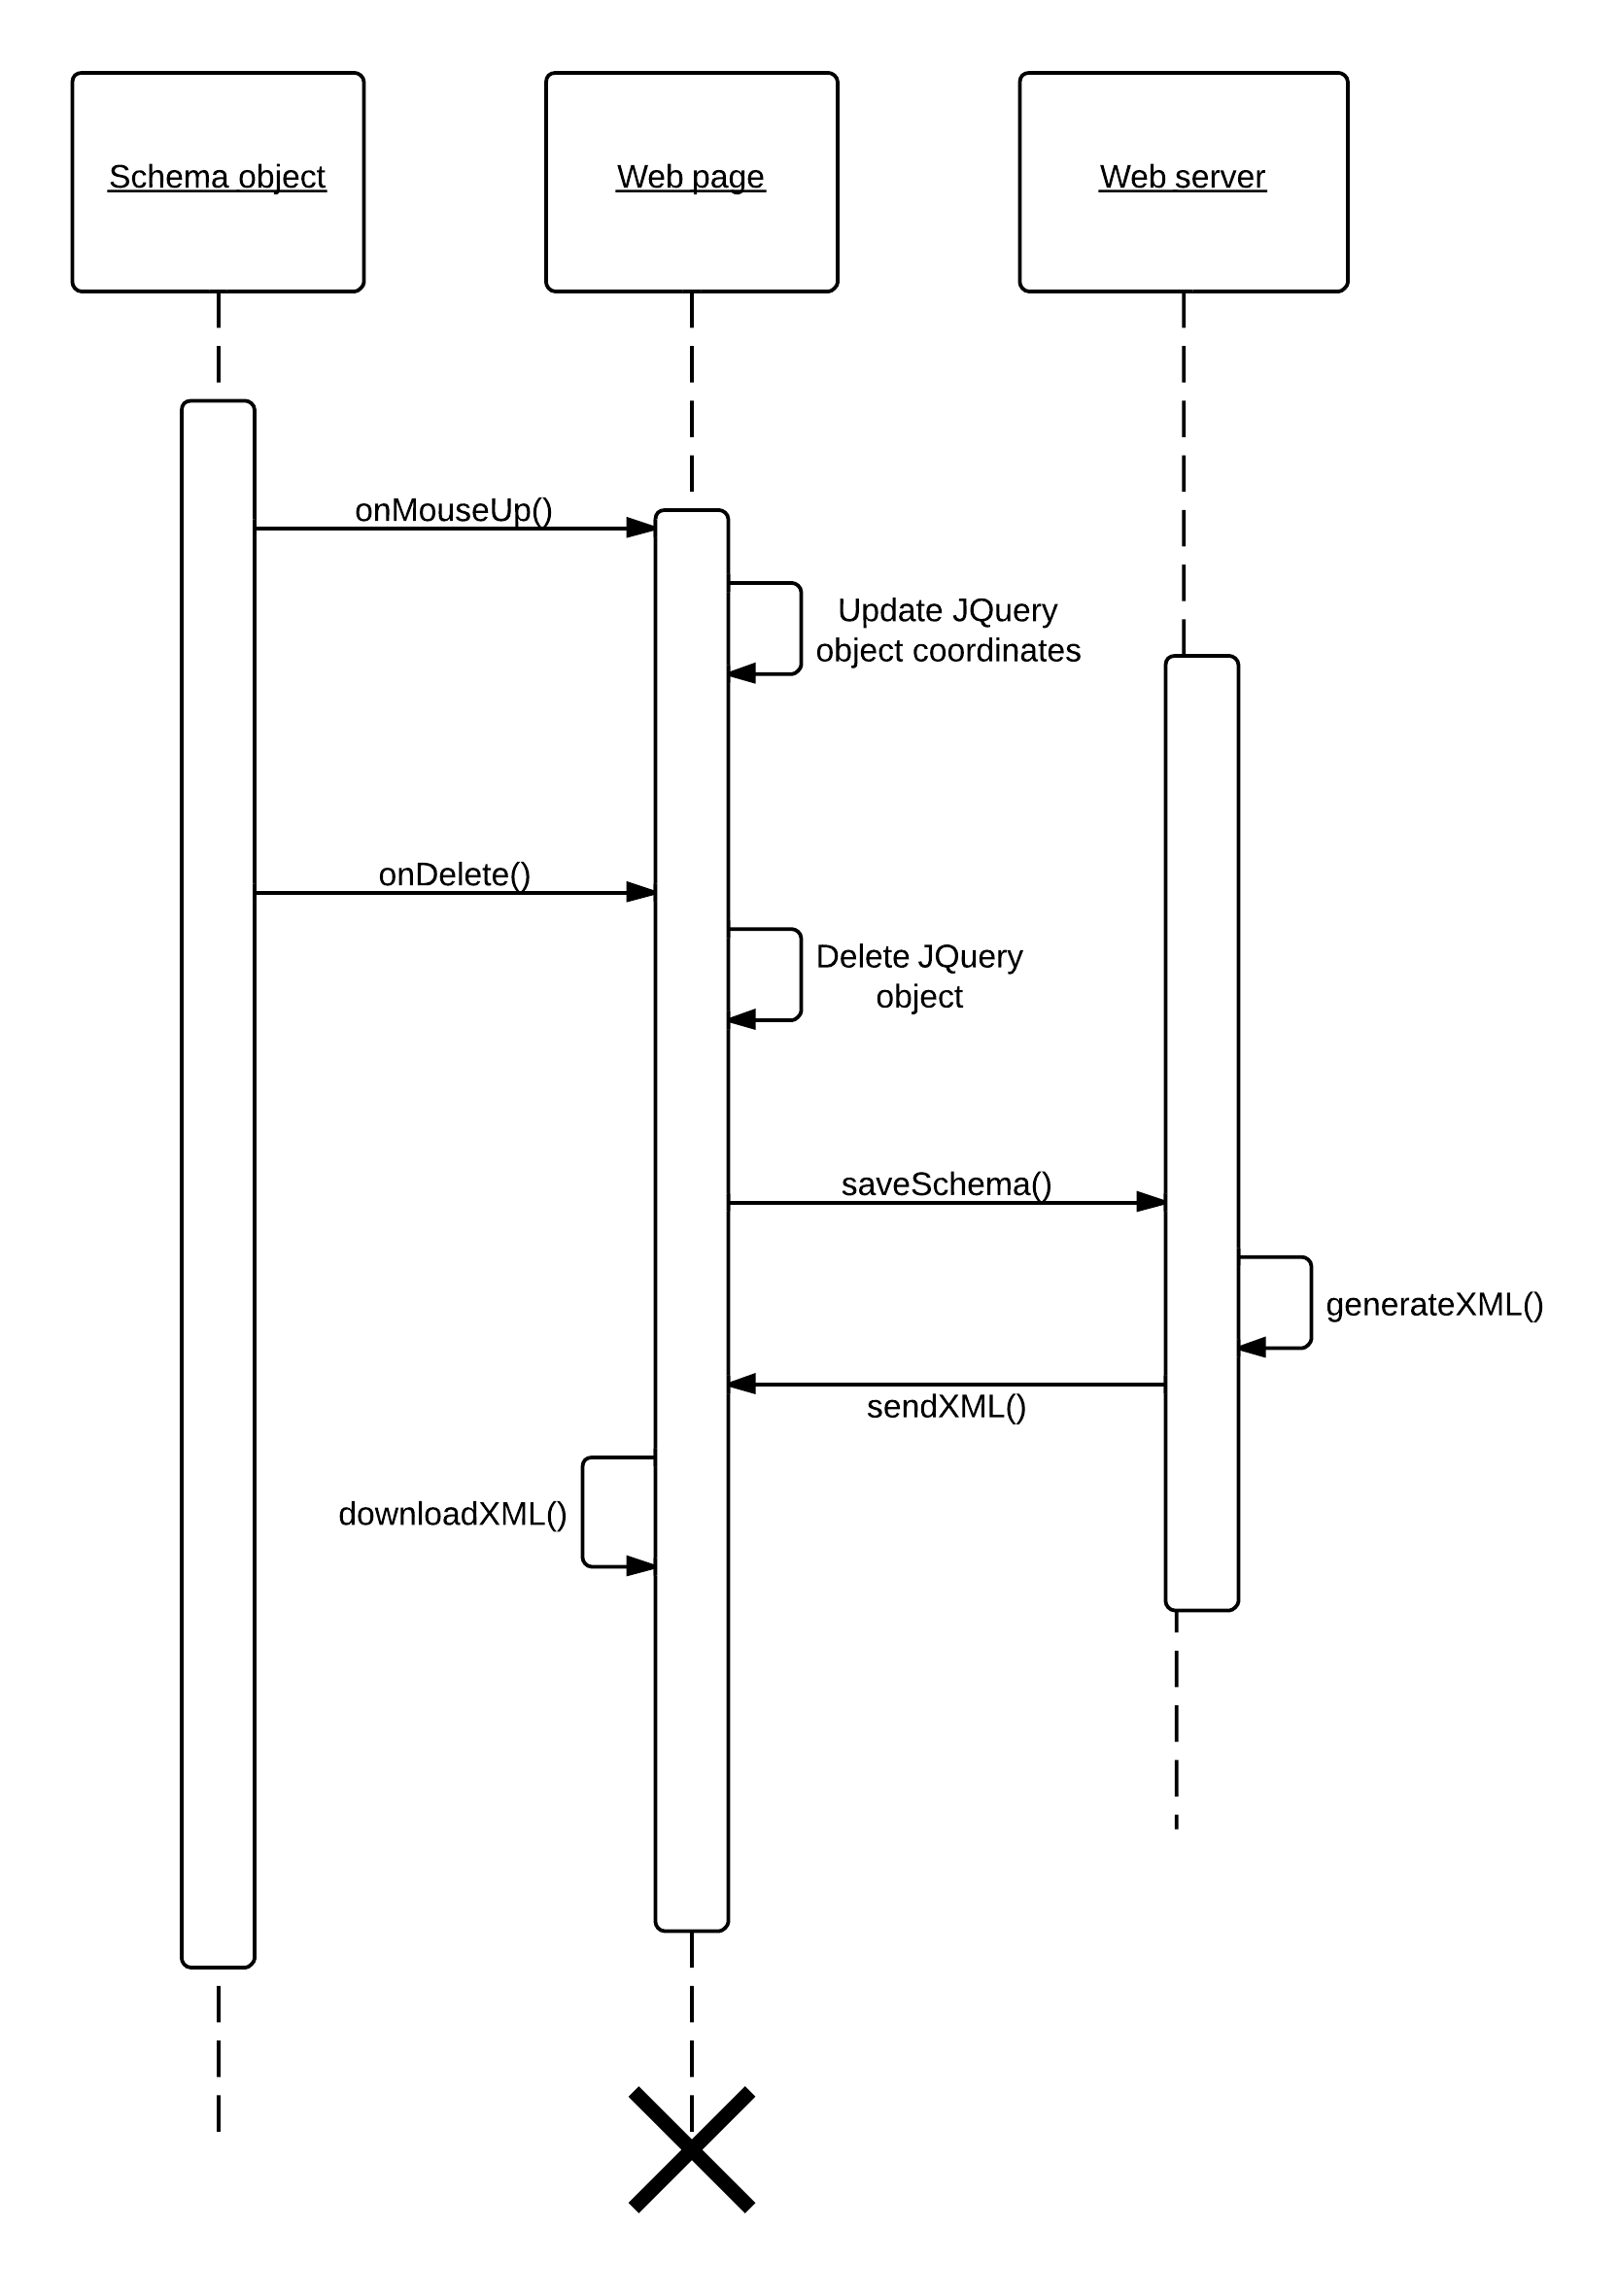 Schema object
Web page
Web server
onMouseUp()
Update JQuery
object coordinates
onDelete()
Delete JQuery
object
saveSchema()
generateXML()
sendXML()
downloadXML()